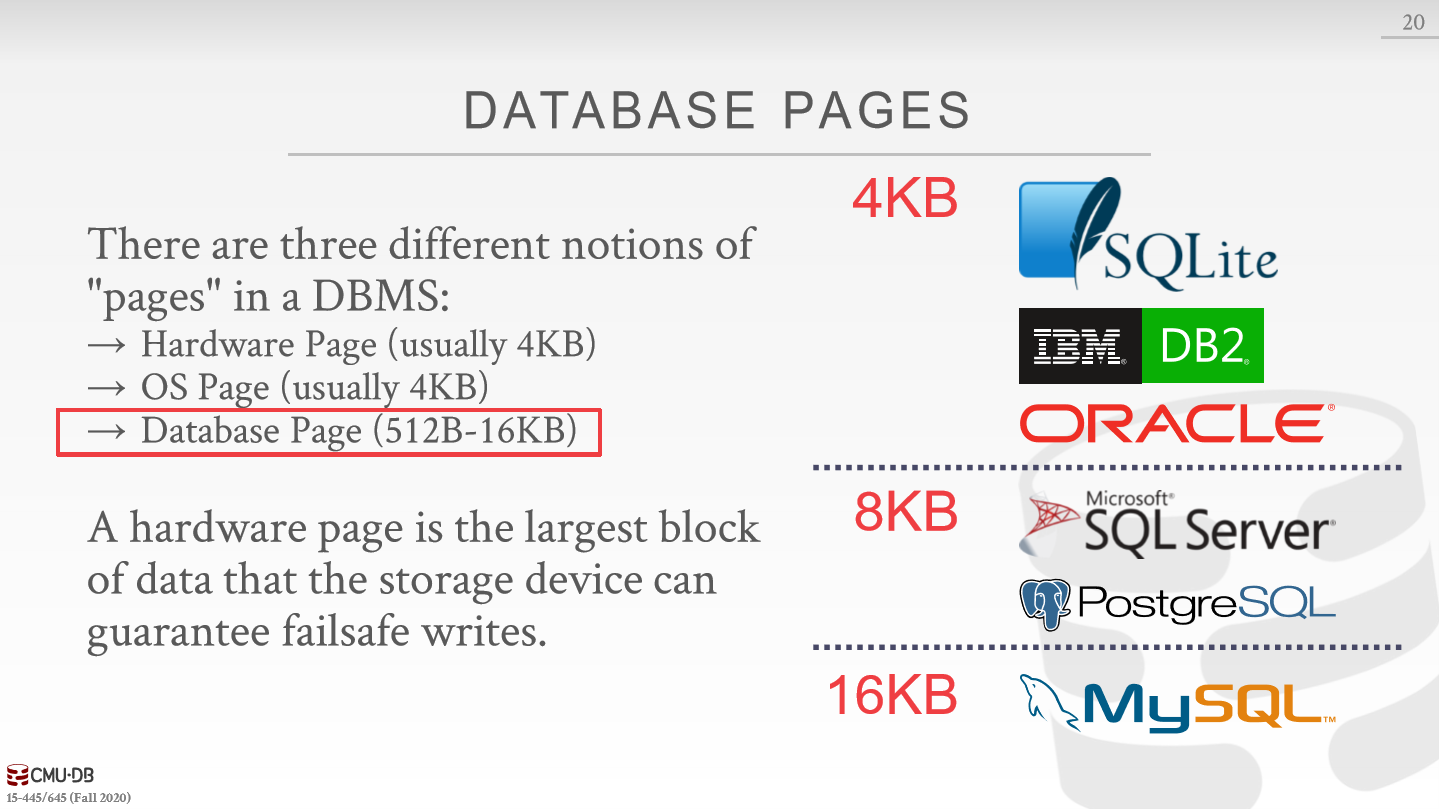 20
DATABASE PAGES
There are three different notions of
"pages" in a DBMS:
→ Hardware Page (usually 4KB)
→ OS Page (usually 4KB)
→ Database Page (512B-16KB)
A hardware page is the largest block
of data that the storage device can
guarantee failsafe writes.
4KB
SQLite
IBM® DB2®
ORACLE®
8KB
Microsoft®
SQL Server®
PostgreSQL
16KB
MySQL™
CMU·DB
15-445/645 (Fall 2020)